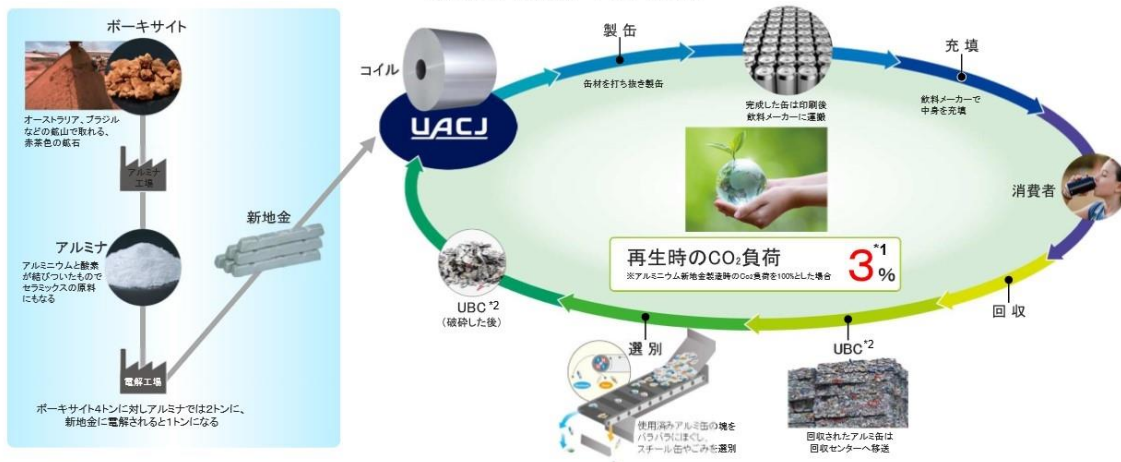 ボーキサイト
オーストラリア、ブラジル
などの鉱山で取れる、
赤茶色の鉱石
アルミナ
工場
アルミナ
アルミニウムと酸素
が結びついたもので
セラミックスの原料
にもなる
電解工場
ボーキサイト4トンに対しアルミナでは2トンに、
新地金に電解されると1トンになる
新地金
コイル
UACJ
製缶
缶材を打ち抜き製缶
完成した缶は印刷後
飲料メーカーに運搬
充填
飲料メーカーで
中身を充填
消費者
回収
UBC*2
回収されたアルミ缶は
回収センターへ移送
選別
使用済みアルミ缶の塊を
バラバラにほぐし、
スチール缶やごみを選別
UBC*2
(破砕した後)
再生時のCO₂負荷 3*1%
※アルミニウム新地金製造時のCo₂負荷を100%とした場合